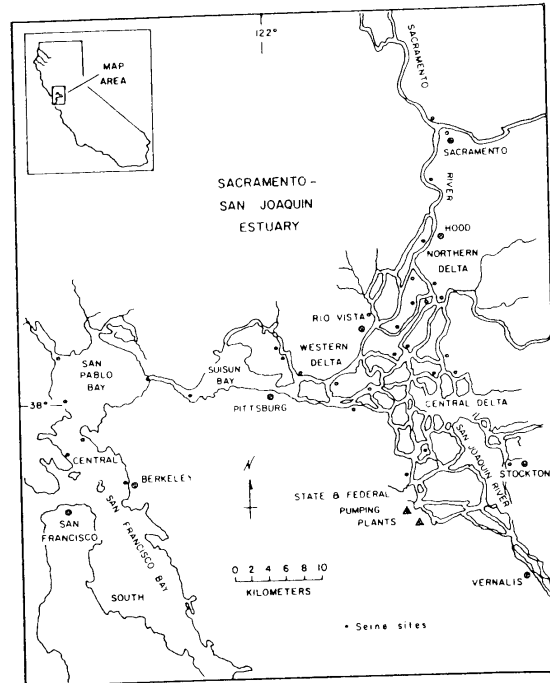 122°
MAP
AREA
SACRAMENTO
SACRAMENTO
RIVER
SACRAMENTO -
SAN JOAQUIN
ESTUARY
HOOD
NORTHERN
DELTA
RIO VISTA
WESTERN
DELTA
SUISUN
BAY
SAN
PABLO
BAY
38°
PITTSBURG
CENTRAL DELTA
SAN JOAQUIN RIVER
STOCKTON
CENTRAL
BERKELEY
N
STATE & FEDERAL
PUMPING
PLANTS
SAN
FRANCISCO
SAN FRANCISCO BAY
SOUTH
0 2 4 6 8 10
KILOMETERS
VERNALIS
• Seine sites